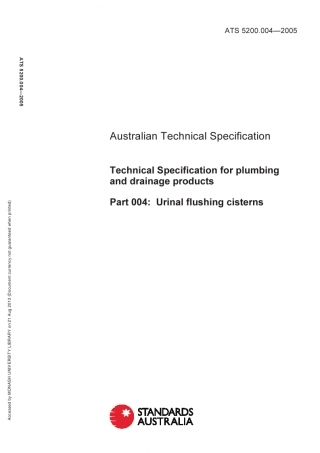 ATS 5200.004—2005
ATS 5200.004—2005
Australian Technical Specification
Technical Specification for plumbing
and drainage products
Part 004: Urinal flushing cisterns
Accessed by MONASH UNIVERSITY LIBRARY on 21 Aug 2013 (Document currency not guaranteed when printed)
STANDARDS
AUSTRALIA